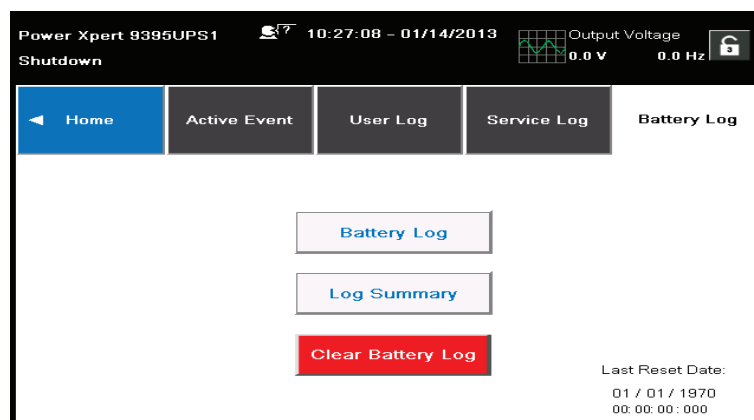 Power Xpert 9395UPS1
? 10:27:08 - 01/14/2013
Output Voltage
Shutdown
0.0 V 0.0 Hz
3
Home
Active Event
User Log
Service Log
Battery Log
Battery Log
Log Summary
Clear Battery Log
Last Reset Date:
01 / 01 / 1970
00: 00: 00 : 000